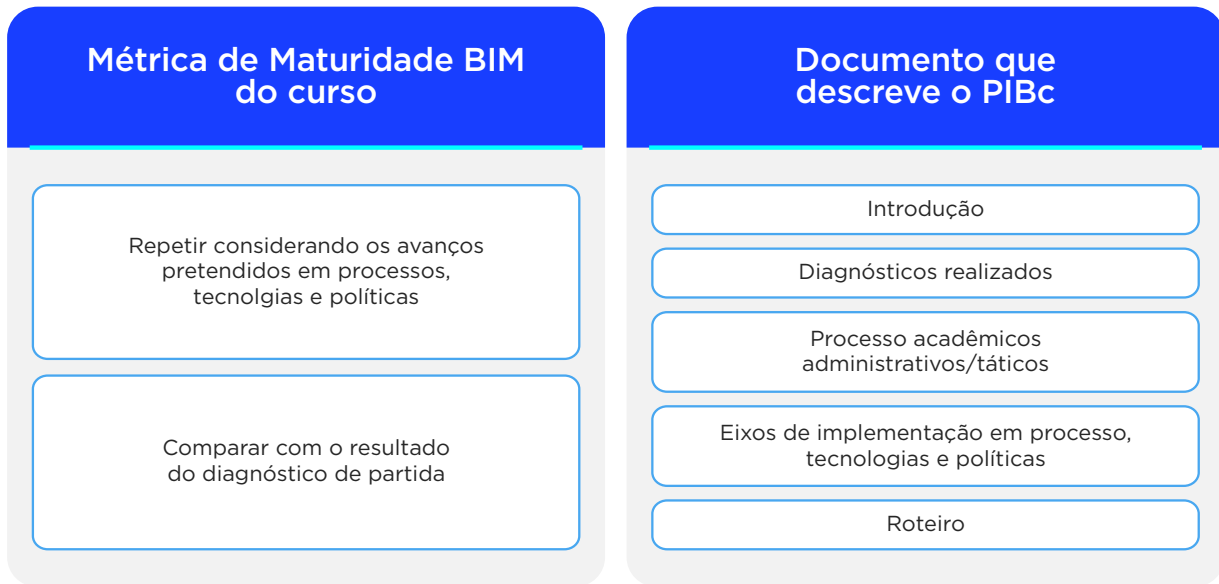 Métrica de Maturidade BIM
do curso
Repetir considerando os avanços
pretendidos em processos,
tecnolgias e políticas
Comparar com o resultado
do diagnóstico de partida
Documento que
descreve o PIBc
Introdução
Diagnósticos realizados
Processo acadêmicos
administrativos/táticos
Eixos de implementação em processo,
tecnologias e políticas
Roteiro